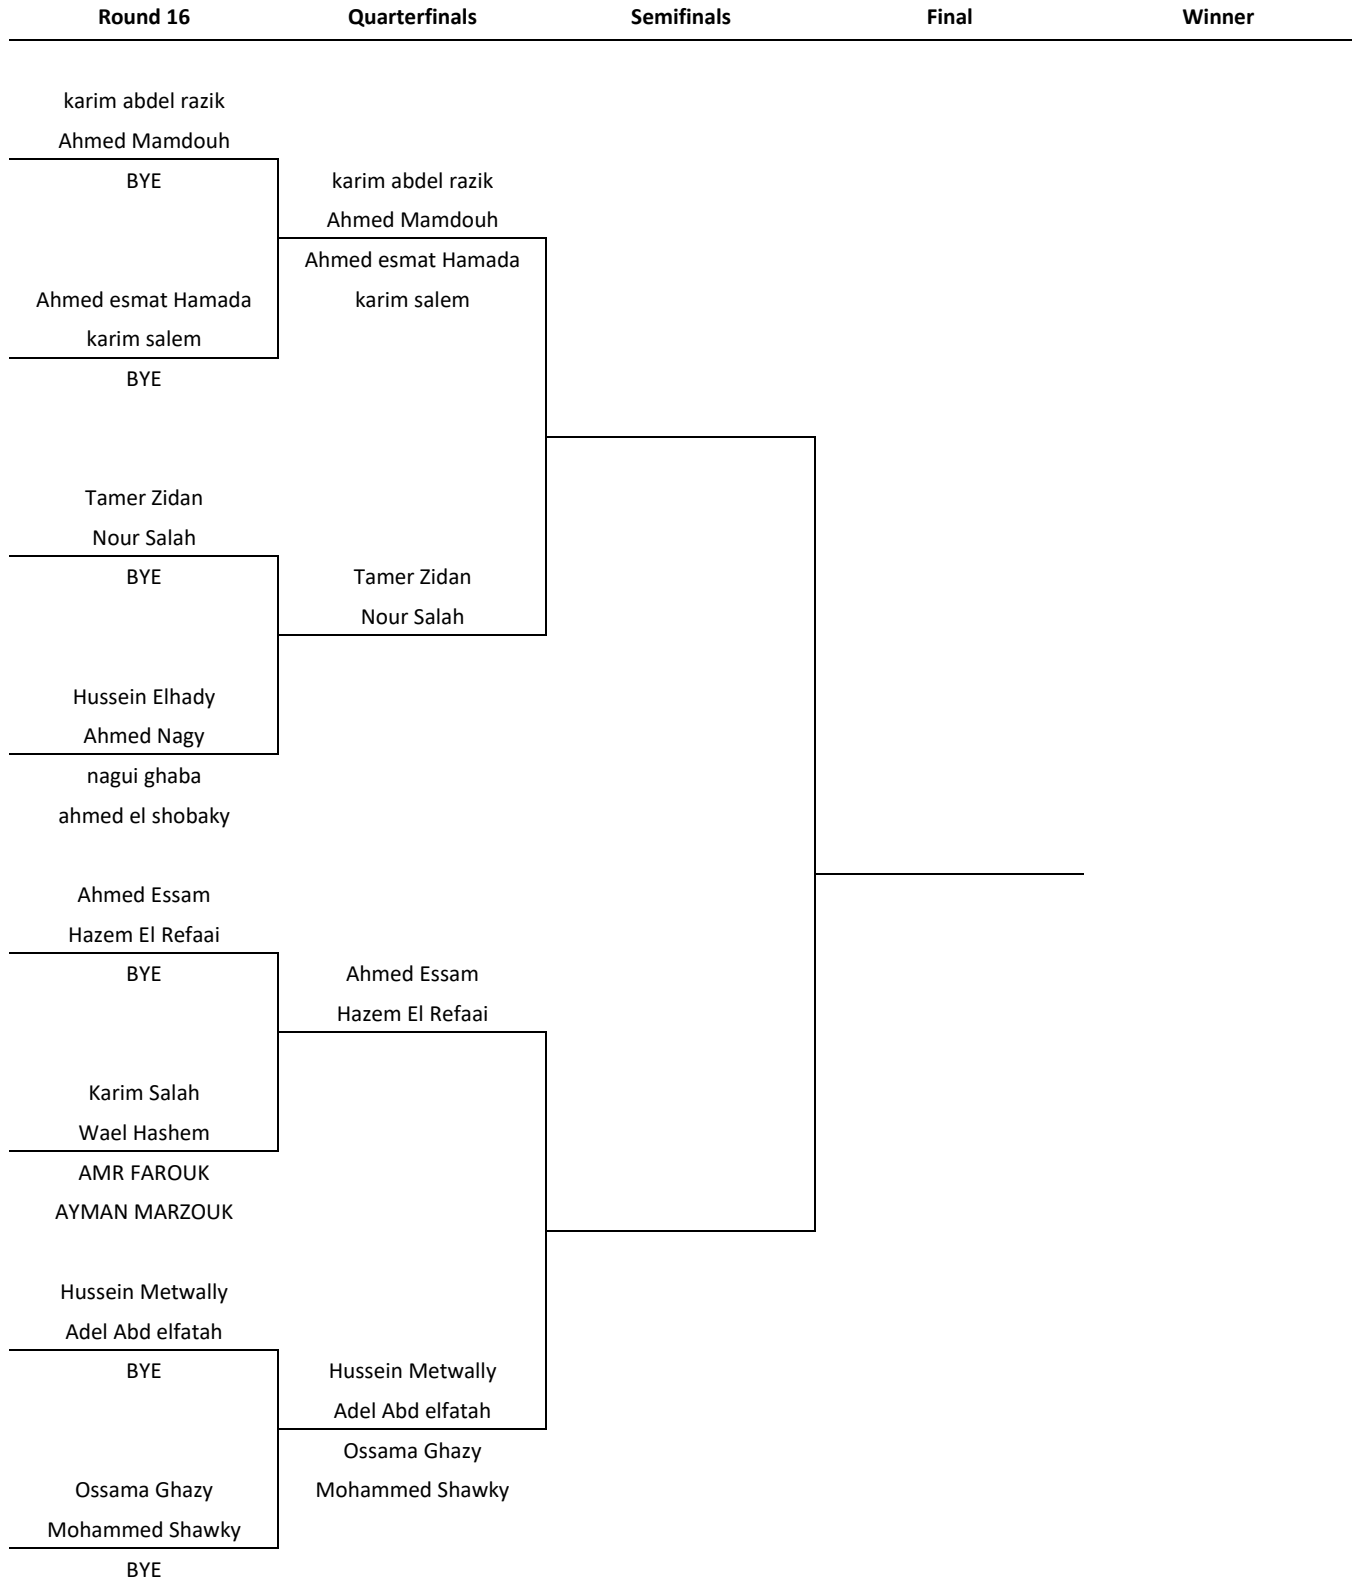 Round 16 Quarterfinals Semifinals Final Winner
karim abdel razik
Ahmed Mamdouh
BYE
karim abdel razik
Ahmed Mamdouh
Ahmed esmat Hamada
karim salem
Ahmed esmat Hamada
karim salem
BYE
Tamer Zidan
Nour Salah
BYE
Tamer Zidan
Nour Salah
Hussein Elhady
Ahmed Nagy
nagui ghaba
ahmed el shobaky
Ahmed Essam
Hazem El Refaai
BYE
Ahmed Essam
Hazem El Refaai
Karim Salah
Wael Hashem
AMR FAROUK
AYMAN MARZOUK
Hussein Metwally
Adel Abd elfatah
BYE
Hussein Metwally
Adel Abd elfatah
Ossama Ghazy
Mohammed Shawky
Ossama Ghazy
Mohammed Shawky
BYE